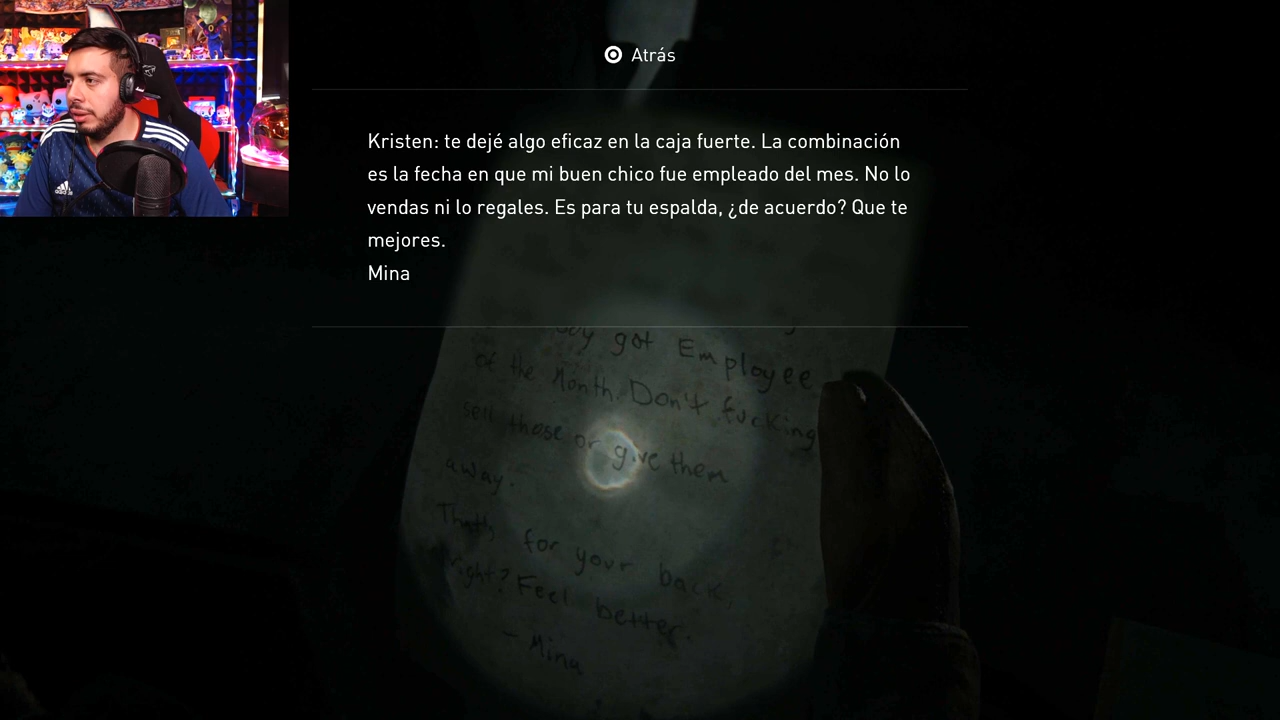 Atrás
Kristen: te dejé algo eficaz en la caja fuerte. La combinación
es la fecha en que mi buen chico fue empleado del mes. No lo
vendas ni lo regales. Es para tu espalda, ¿de acuerdo? Que te
mejores.
Mina
boy got Employee
of the Month. Don't fucking
sell those or give them
away.
That's for your back,
right? Feel better.
- Mina